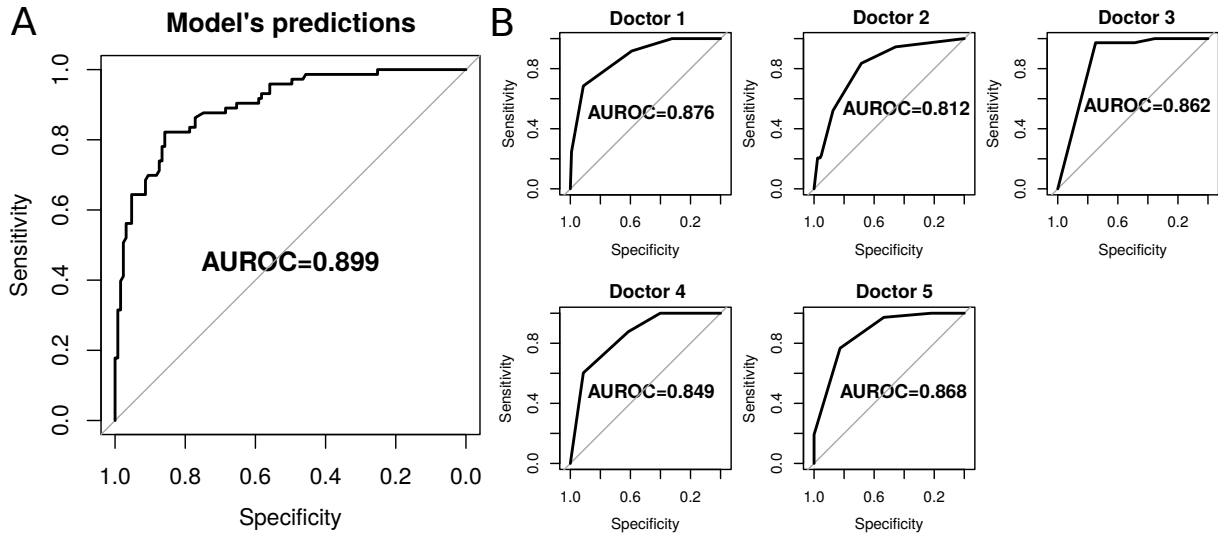 A
Model's predictions
Sensitivity
1.0
0.8
0.6
0.4
0.2
0.0
AUROC=0.899
1.0 0.8 0.6 0.4 0.2 0.0
Specificity
B
Doctor 1
Sensitivity
0.8
0.4
0.0
AUROC=0.876
1.0 0.6 0.2
Specificity
Doctor 2
Sensitivity
0.8
0.4
0.0
AUROC=0.812
1.0 0.6 0.2
Specificity
Doctor 3
Sensitivity
0.8
0.4
0.0
AUROC=0.862
1.0 0.6 0.2
Specificity
Doctor 4
Sensitivity
0.8
0.4
0.0
AUROC=0.849
1.0 0.6 0.2
Specificity
Doctor 5
Sensitivity
0.8
0.4
0.0
AUROC=0.868
1.0 0.6 0.2
Specificity